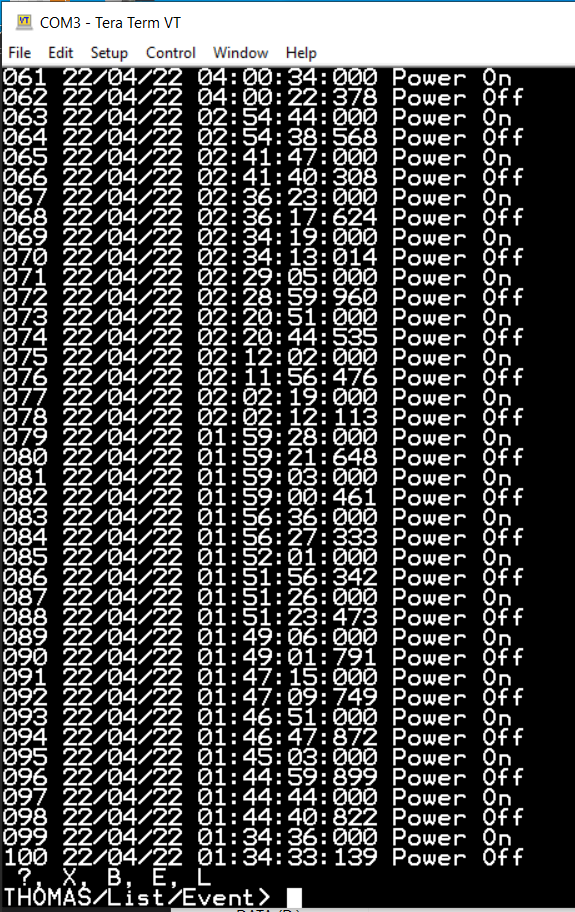 COM3 - Tera Term VT
File Edit Setup Control Window Help
061 22/04/22 04:00:34:000 Power On
062 22/04/22 04:00:22:378 Power Off
063 22/04/22 02:54:44:000 Power On
064 22/04/22 02:54:38:568 Power Off
065 22/04/22 02:41:47:000 Power On
066 22/04/22 02:41:40:308 Power Off
067 22/04/22 02:36:23:000 Power On
068 22/04/22 02:36:17:624 Power Off
069 22/04/22 02:34:19:000 Power On
070 22/04/22 02:34:13:014 Power Off
071 22/04/22 02:29:05:000 Power On
072 22/04/22 02:28:59:960 Power Off
073 22/04/22 02:20:51:000 Power On
074 22/04/22 02:20:44:535 Power Off
075 22/04/22 02:12:02:000 Power On
076 22/04/22 02:11:56:476 Power Off
077 22/04/22 02:02:19:000 Power On
078 22/04/22 02:02:12:113 Power Off
079 22/04/22 01:59:28:000 Power On
080 22/04/22 01:59:21:648 Power Off
081 22/04/22 01:59:03:000 Power On
082 22/04/22 01:59:00:461 Power Off
083 22/04/22 01:56:36:000 Power On
084 22/04/22 01:56:27:333 Power Off
085 22/04/22 01:52:01:000 Power On
086 22/04/22 01:51:56:342 Power Off
087 22/04/22 01:51:26:000 Power On
088 22/04/22 01:51:23:473 Power Off
089 22/04/22 01:49:06:000 Power On
090 22/04/22 01:49:01:791 Power Off
091 22/04/22 01:47:15:000 Power On
092 22/04/22 01:47:09:749 Power Off
093 22/04/22 01:46:51:000 Power On
094 22/04/22 01:46:47:872 Power Off
095 22/04/22 01:45:03:000 Power On
096 22/04/22 01:44:59:899 Power Off
097 22/04/22 01:44:44:000 Power On
098 22/04/22 01:44:40:822 Power Off
099 22/04/22 01:34:36:000 Power On
100 22/04/22 01:34:33:139 Power Off
?, X, B, E, L
THOMAS/List/Event>